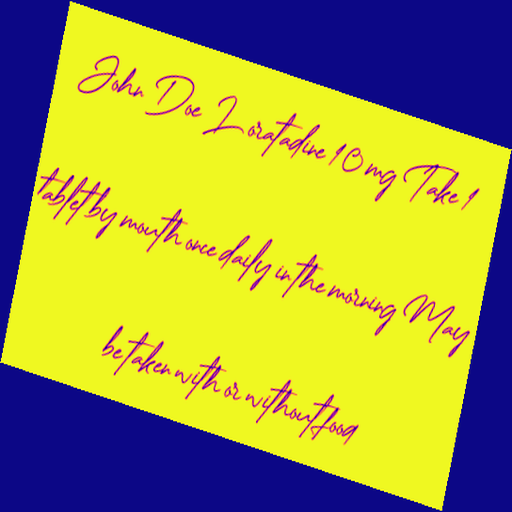 John Doe Loratadine 10 mg Take 1
tablet by mouth once daily in the morning May
be taken with or without food